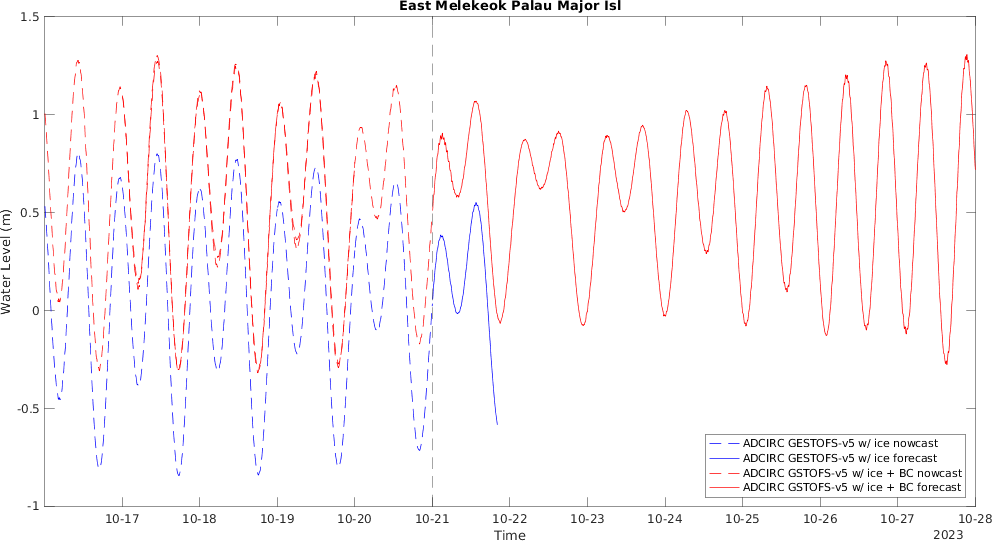 East Melekeok Palau Major Isl
1.5
1
0.5
0
-0.5
-1
Water Level (m)
ADCIRC GESTOFS-v5 w/ ice nowcast
ADCIRC GESTOFS-v5 w/ ice forecast
ADCIRC GSTOFS-v5 w/ ice + BC nowcast
ADCIRC GSTOFS-v5 w/ ice + BC forecast
10-17 10-18 10-19 10-20 10-21 10-22 10-23 10-24 10-25 10-26 10-27 10-28
Time
2023